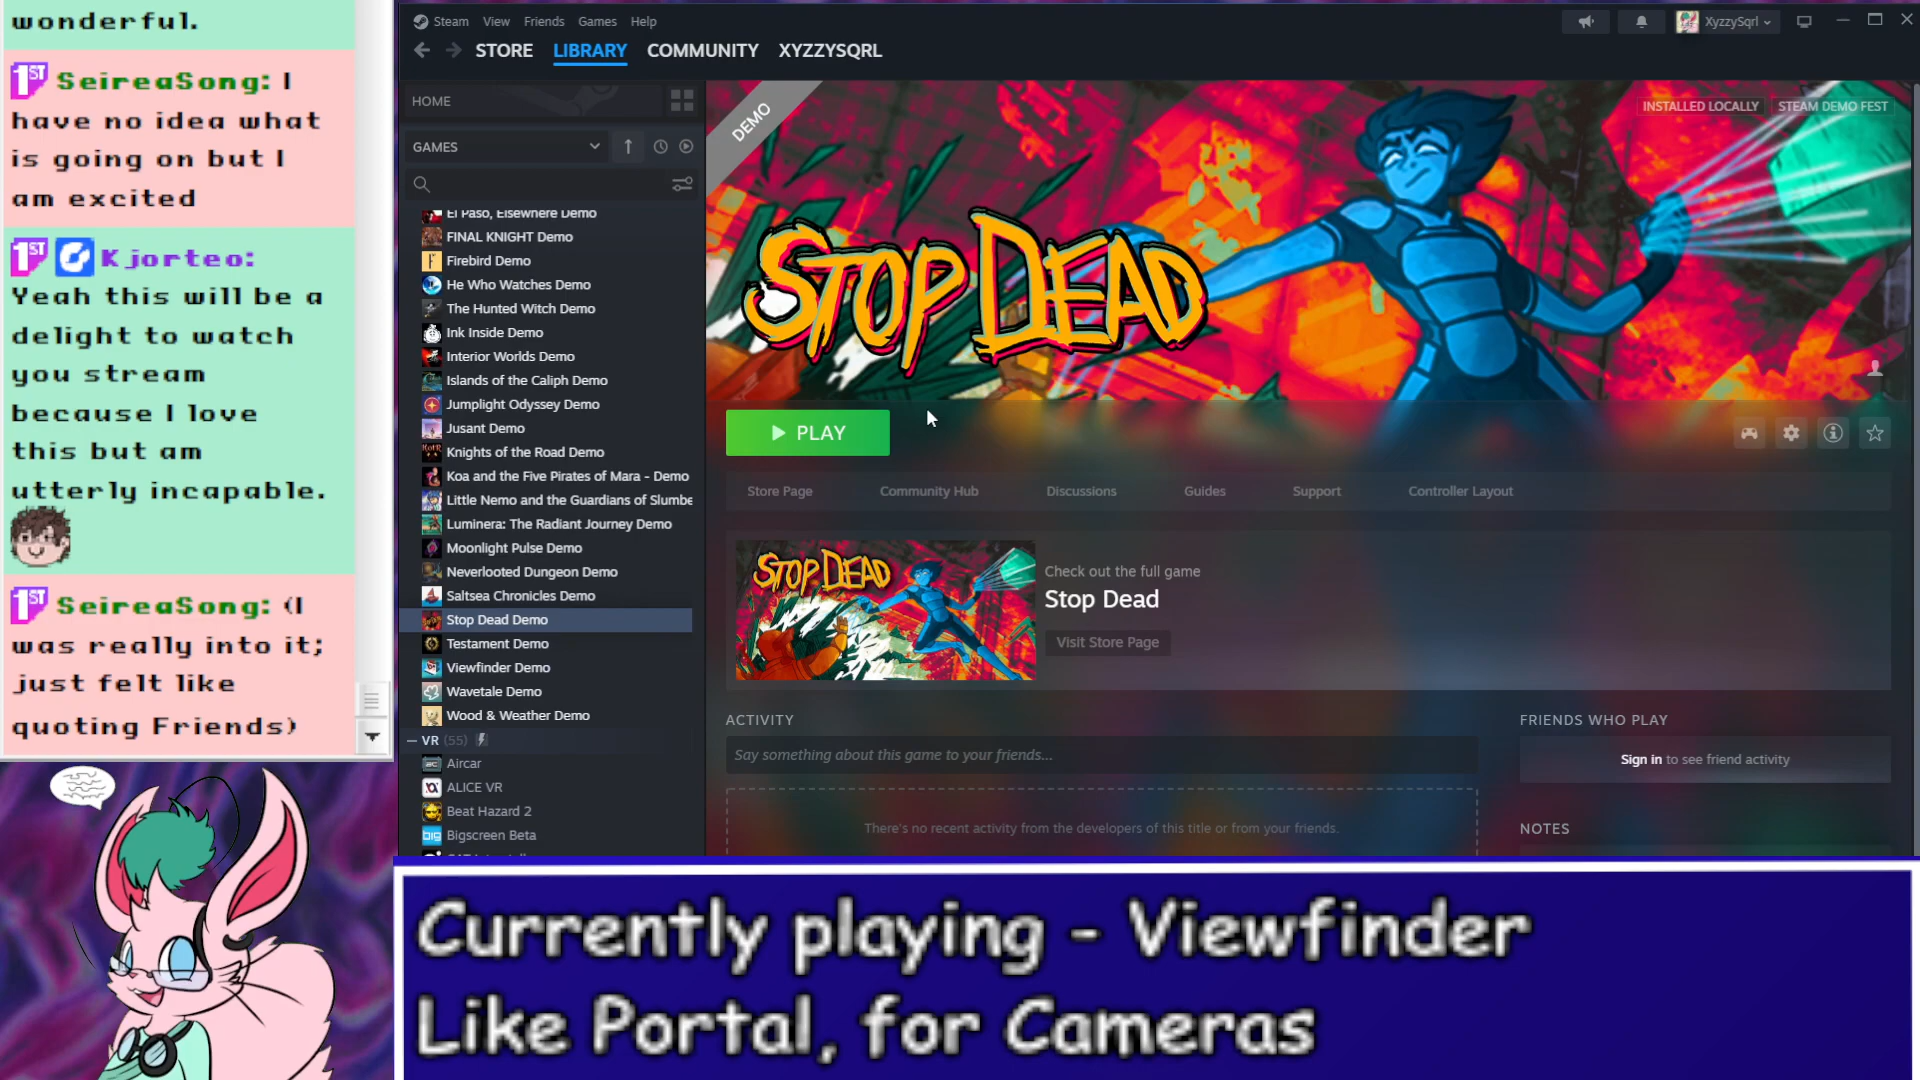 wonderful.
1ST SeireaSong: I
have no idea what
is going on but I
am excited
1ST Kjorteo:
Yeah this will be a
delight to watch
you stream
because I love
this but am
utterly incapable.
1ST SeireaSong: (I
was really into it;
just felt like
quoting Friends)
Steam View Friends Games Help
XyzzySqrl
STORE LIBRARY COMMUNITY XYZZYSQRL
HOME
GAMES
El Paso, Elsewhere Demo
FINAL KNIGHT Demo
Firebird Demo
He Who Watches Demo
The Hunted Witch Demo
Ink Inside Demo
Interior Worlds Demo
Islands of the Caliph Demo
Jumplight Odyssey Demo
Jusant Demo
Knights of the Road Demo
Koa and the Five Pirates of Mara - Demo
Little Nemo and the Guardians of Slumbe
Luminera: The Radiant Journey Demo
Moonlight Pulse Demo
Neverlooted Dungeon Demo
Saltsea Chronicles Demo
Stop Dead Demo
Testament Demo
Viewfinder Demo
Wavetale Demo
Wood & Weather Demo
VR (55)
Aircar
ALICE VR
Beat Hazard 2
Bigscreen Beta
DEMO
INSTALLED LOCALLY STEAM DEMO FEST
STOP DEAD
PLAY
Store Page Community Hub Discussions Guides Support Controller Layout
STOP DEAD
Check out the full game
Stop Dead
Visit Store Page
ACTIVITY
Say something about this game to your friends...
There's no recent activity from the developers of this title or from your friends.
FRIENDS WHO PLAY
Sign in to see friend activity
NOTES
Currently playing - Viewfinder
Like Portal, for Cameras